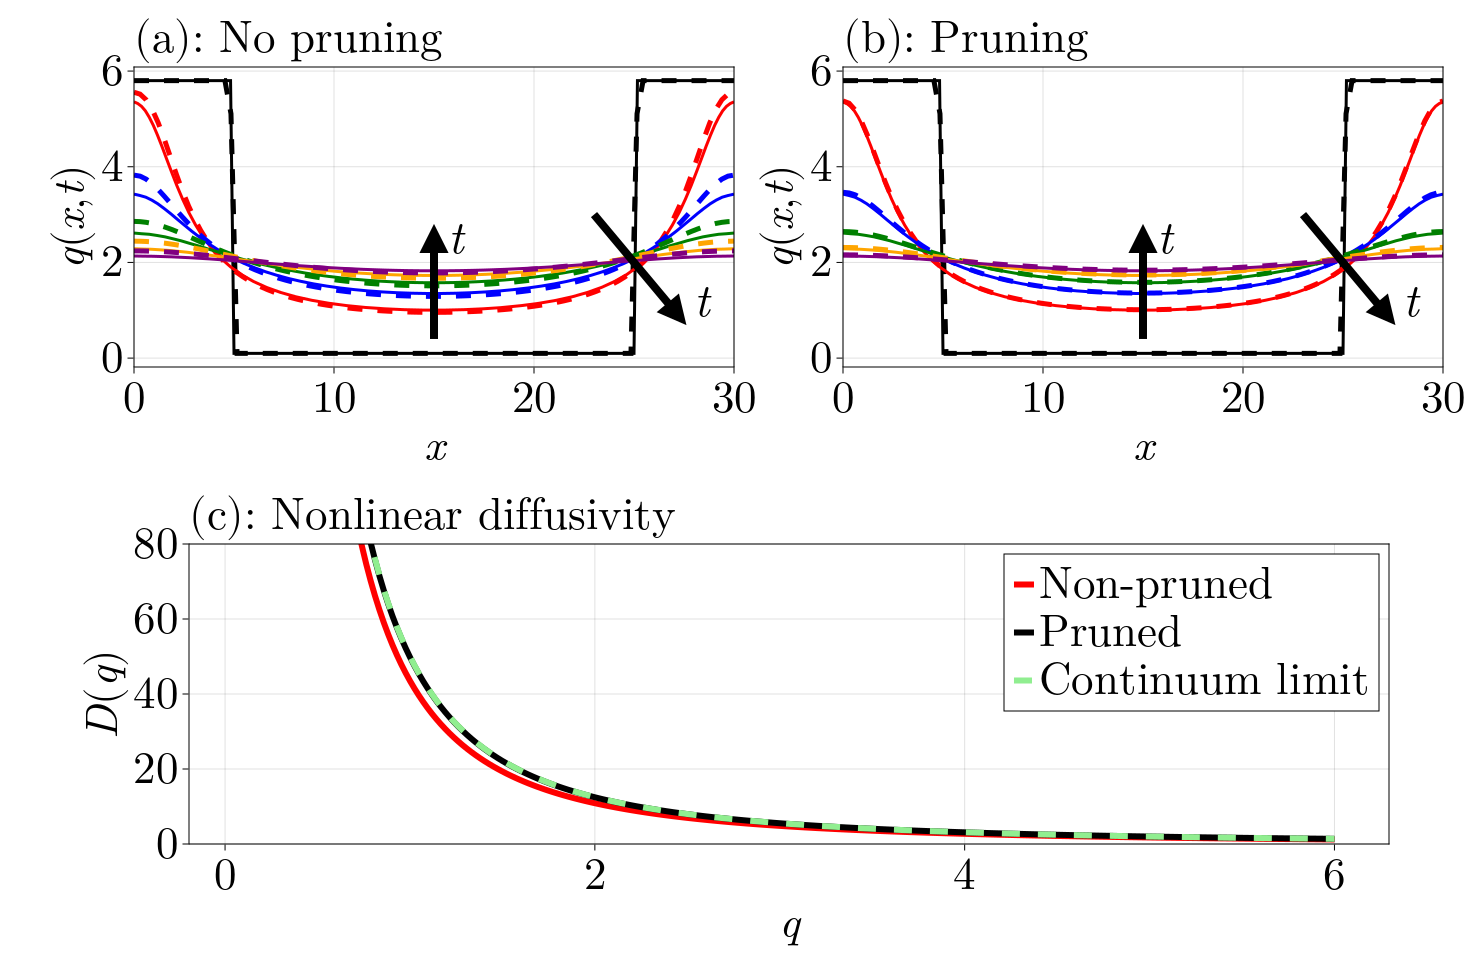 (a): No pruning
(b): Pruning
6
4
2
0
q(x, t)
t
t
0 10 20 30
x
6
4
2
0
q(x, t)
t
t
0 10 20 30
x
(c): Nonlinear diffusivity
80
60
40
20
0
D(q)
Non-pruned
Pruned
Continuum limit
0 2 4 6
q